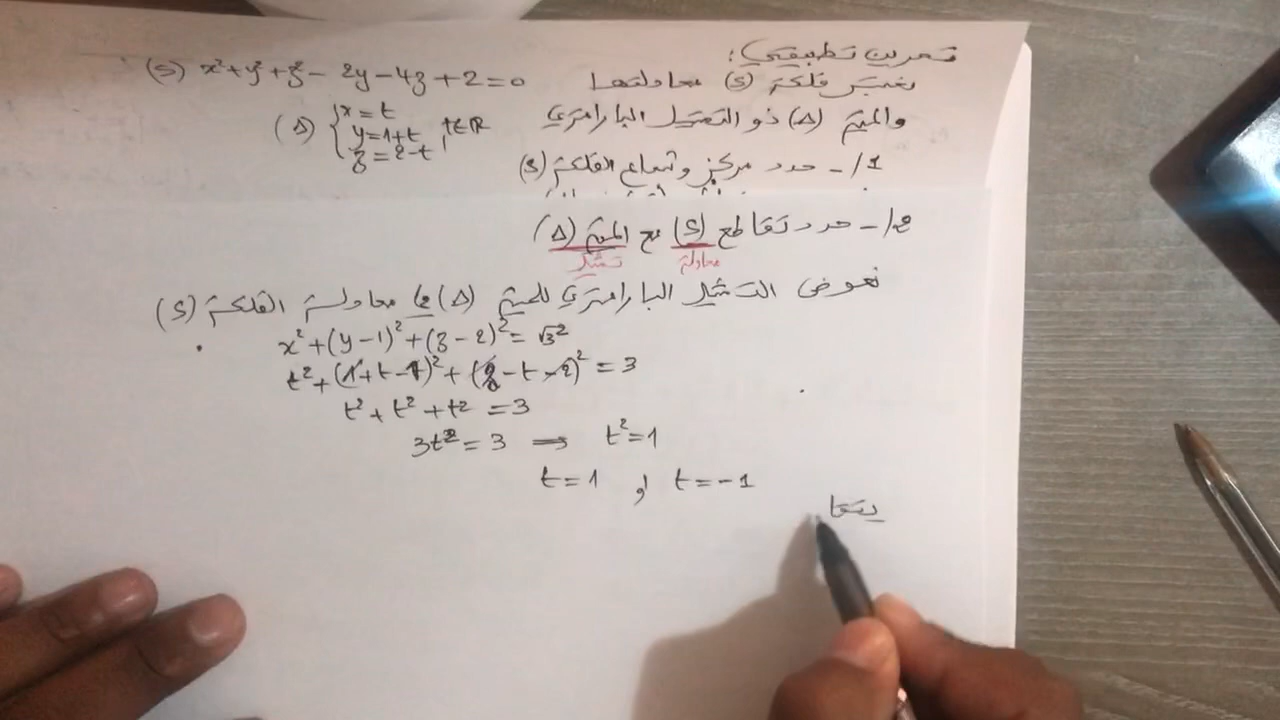 تمرين تطبيقي:
نعتبر فلكة (S) معادلتها (S) x²+y²+z²-2y-4z+2=0
والمستقيم (Δ) ذو التمثيل البارامتري (Δ) {x=t
y=1+t , t∈ℝ
z=2-t
1/- حدد مركز وشعاع الفلكة (S)
2/- حدد تقاطع (S) مع المستقيم (Δ)
معادلة تمثيل
نعوض التمثيل البارامتري للمستقيم (Δ) في معادلة الفلكة (S)
x²+(y-1)²+(z-2)²=√3²
t²+(1+t-1)²+(2-t-2)²=3
t²+t²+t²=3
3t²=3 ⇒ t²=1
t=1 او t=-1
يتقا